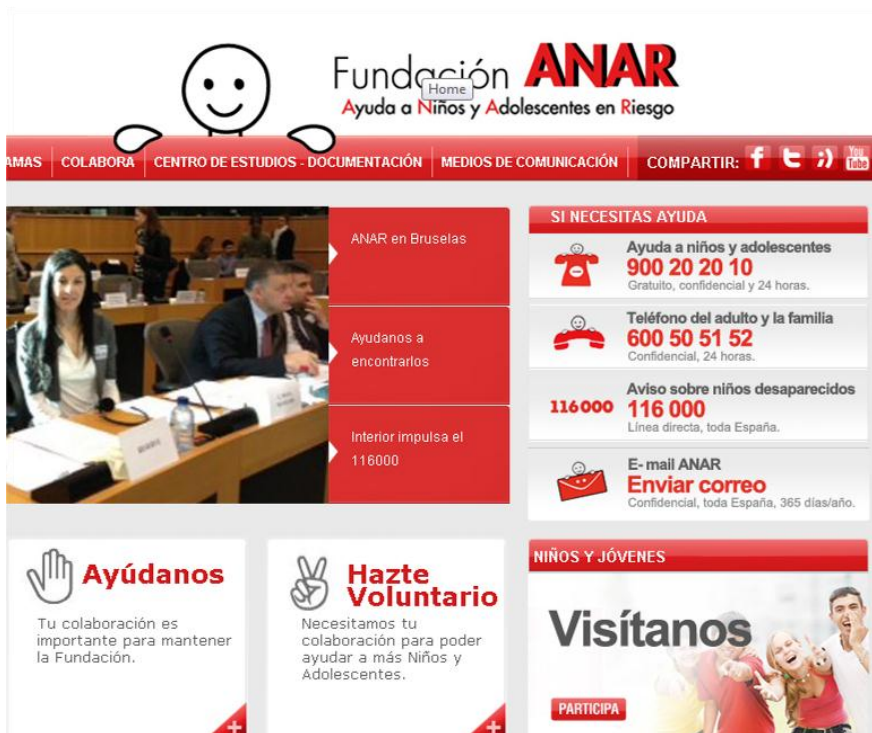 Fundación ANAR
Home
Ayuda a Niños y Adolescentes en Riesgo
AMAS COLABORA CENTRO DE ESTUDIOS - DOCUMENTACIÓN MEDIOS DE COMUNICACIÓN COMPARTIR: f t ;) You Tube
ANAR en Bruselas
Ayudanos a
encontrarlos
Interior impulsa el
116000
SI NECESITAS AYUDA
Ayuda a niños y adolescentes
900 20 20 10
Gratuito, confidencial y 24 horas.
Teléfono del adulto y la familia
600 50 51 52
Confidencial, 24 horas.
Aviso sobre niños desaparecidos
116000 116 000
Línea directa, toda España.
E- mail ANAR
Enviar correo
Confidencial, toda España, 365 días/año.
Ayúdanos
Tu colaboración es
importante para mantener
la Fundación.
+
Hazte
Voluntario
Necesitamos tu
colaboración para poder
ayudar a más Niños y
Adolescentes.
+
NIÑOS Y JÓVENES
Visítanos
PARTICIPA